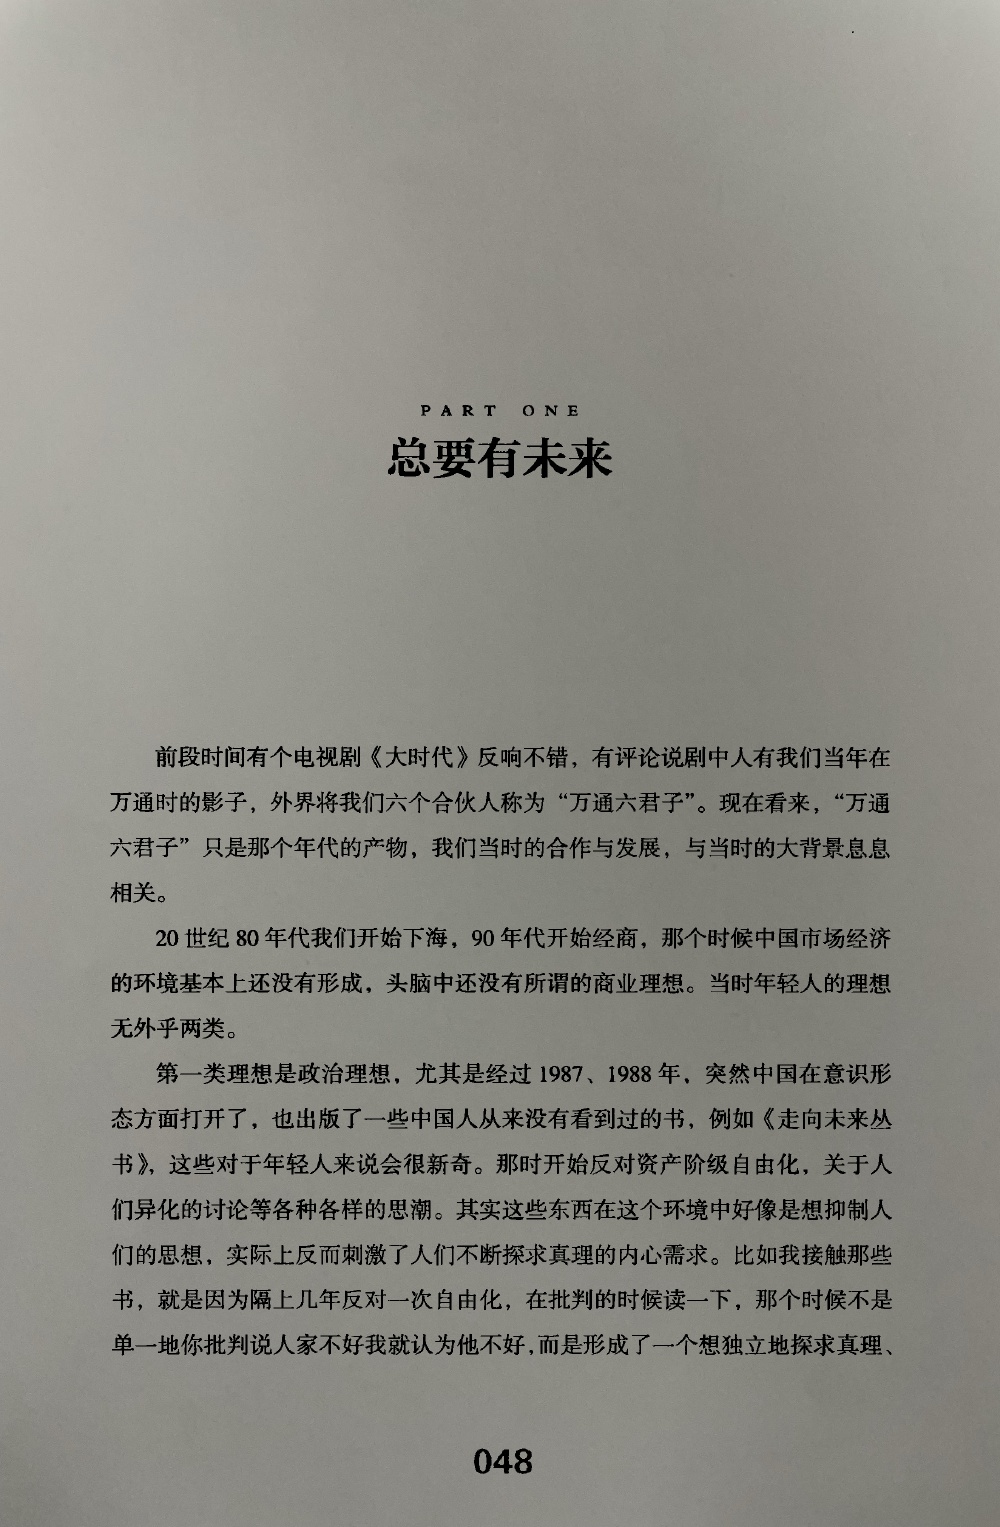 PART ONE
总要有未来
前段时间有个电视剧《大时代》反响不错，有评论说剧中人有我们当年在
万通时的影子，外界将我们六个合伙人称为“万通六君子”。现在看来，“万通
六君子”只是那个年代的产物，我们当时的合作与发展，与当时的大背景息息
相关。
20 世纪 80 年代我们开始下海，90 年代开始经商，那个时候中国市场经济
的环境基本上还没有形成，头脑中还没有所谓的商业理想。当时年轻人的理想
无外乎两类。
第一类理想是政治理想，尤其是经过 1987、1988 年，突然中国在意识形
态方面打开了，也出版了一些中国人从来没有看到过的书，例如《走向未来丛
书》，这些对于年轻人来说会很新奇。那时开始反对资产阶级自由化，关于人
们异化的讨论等各种各样的思潮。其实这些东西在这个环境中好像是想抑制人
们的思想，实际上反而刺激了人们不断探求真理的内心需求。比如我接触那些
书，就是因为隔上几年反对一次自由化，在批判的时候读一下，那个时候不是
单一地你批判说人家不好我就认为他不好，而是形成了一个想独立地探求真理、
048